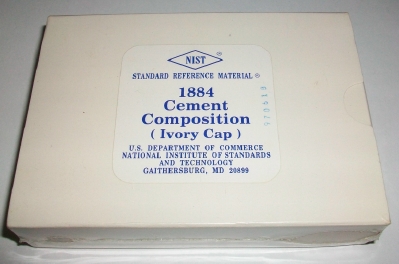 NIST ®
STANDARD REFERENCE MATERIAL ®
1884
Cement
Composition
( Ivory Cap )
U.S. DEPARTMENT OF COMMERCE
NATIONAL INSTITUTE OF STANDARDS
AND TECHNOLOGY
GAITHERSBURG, MD 20899